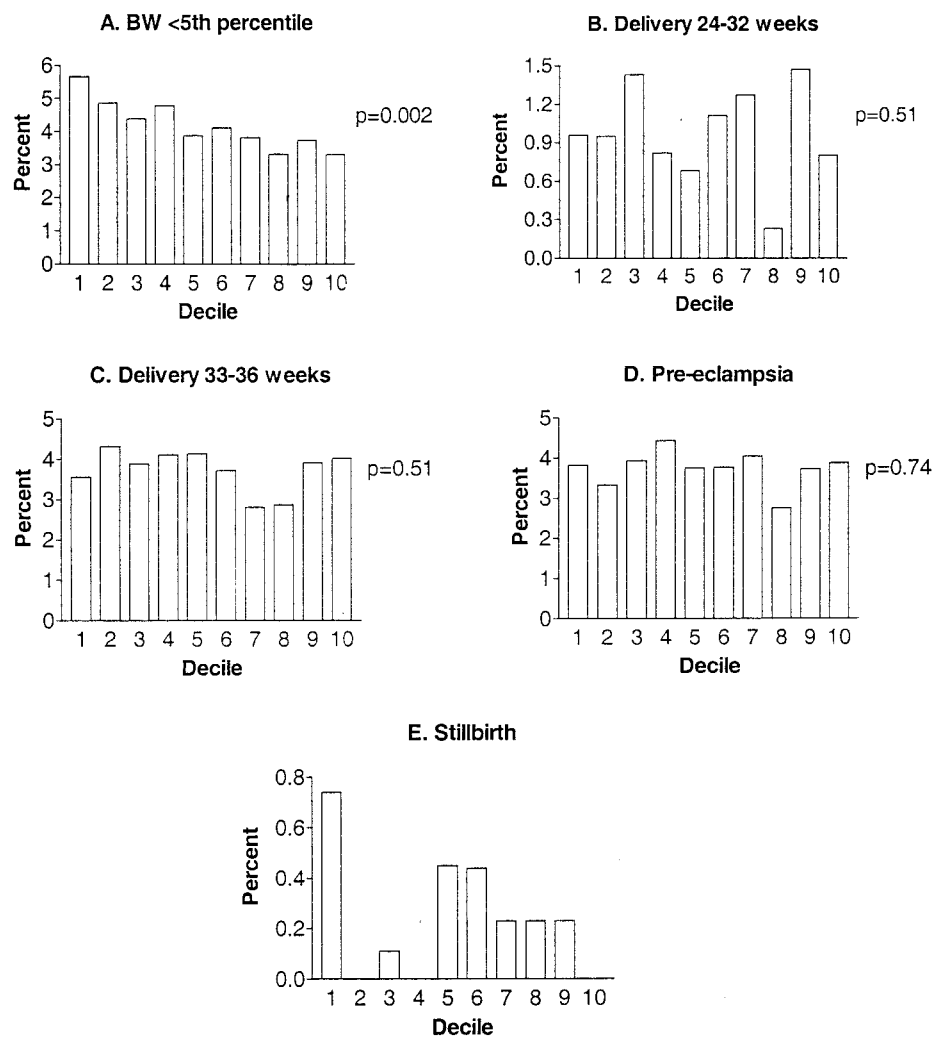 A. BW <5th percentile
6
5
4
3
2
1
0
Percent
p=0.002
1 2 3 4 5 6 7 8 9 10
Decile
B. Delivery 24-32 weeks
1.5
1.2
0.9
0.6
0.3
0.0
Percent
p=0.51
1 2 3 4 5 6 7 8 9 10
Decile
C. Delivery 33-36 weeks
5
4
3
2
1
0
Percent
p=0.51
1 2 3 4 5 6 7 8 9 10
Decile
D. Pre-eclampsia
5
4
3
2
1
0
Percent
p=0.74
1 2 3 4 5 6 7 8 9 10
Decile
E. Stillbirth
0.8
0.6
0.4
0.2
0.0
Percent
1 2 3 4 5 6 7 8 9 10
Decile